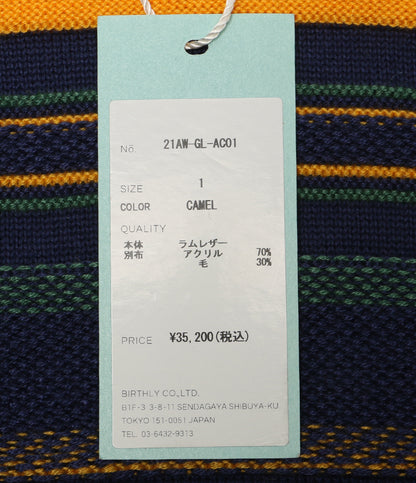 No. 21AW-GL-AC01
SIZE 1
COLOR CAMEL
QUALITY
本体 ラムレザー
別布 アクリル 70%
毛 30%
PRICE ¥35,200(税込)
BIRTHLY CO.,LTD.
B1F-3 3-8-11 SENDAGAYA SHIBUYA-KU
TOKYO 151-0051 JAPAN
TEL. 03-6432-9313